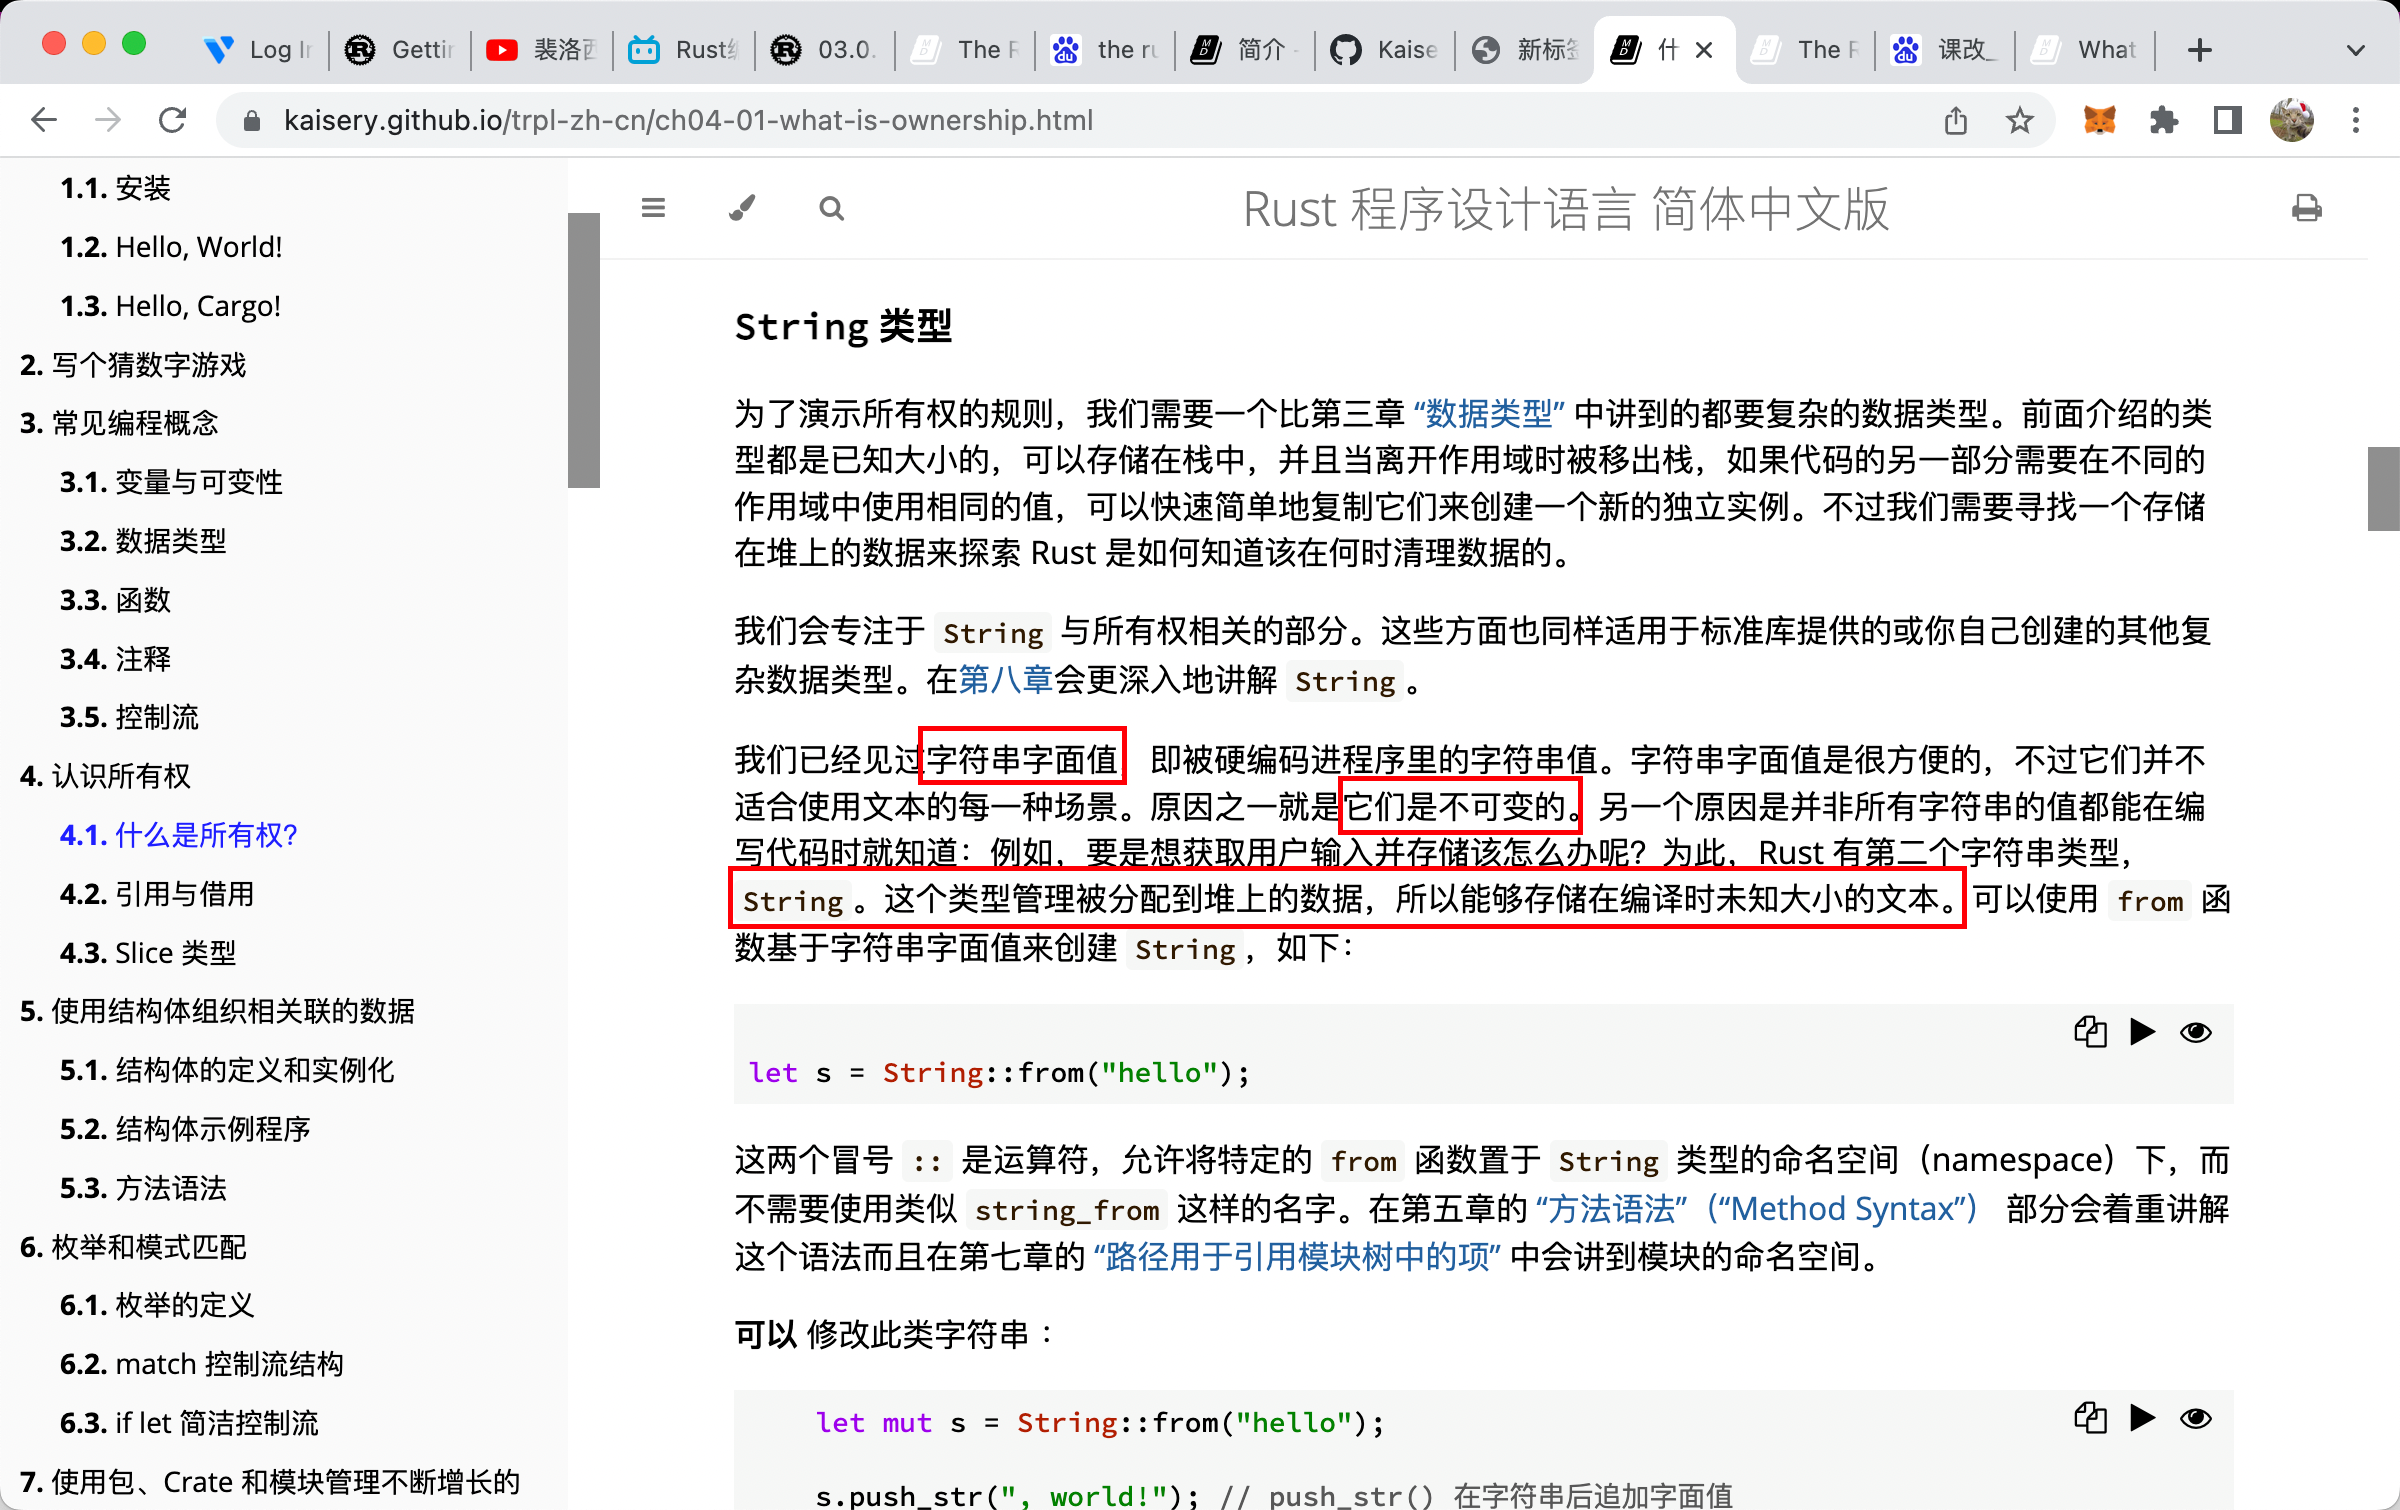 Log In
Gettin
裴洛西
Rust编
03.0.
The R
the ru
简介 -
Kaise
新标签
什
The R
课改_
What
kaisery.github.io/trpl-zh-cn/ch04-01-what-is-ownership.html
1.1. 安装
1.2. Hello, World!
1.3. Hello, Cargo!
2. 写个猜数字游戏
3. 常见编程概念
3.1. 变量与可变性
3.2. 数据类型
3.3. 函数
3.4. 注释
3.5. 控制流
4. 认识所有权
4.1. 什么是所有权?
4.2. 引用与借用
4.3. Slice 类型
5. 使用结构体组织相关联的数据
5.1. 结构体的定义和实例化
5.2. 结构体示例程序
5.3. 方法语法
6. 枚举和模式匹配
6.1. 枚举的定义
6.2. match 控制流结构
6.3. if let 简洁控制流
7. 使用包、Crate 和模块管理不断增长的
Rust 程序设计语言 简体中文版
String 类型
为了演示所有权的规则，我们需要一个比第三章 “数据类型” 中讲到的都要复杂的数据类型。前面介绍的类
型都是已知大小的，可以存储在栈中，并且当离开作用域时被移出栈，如果代码的另一部分需要在不同的
作用域中使用相同的值，可以快速简单地复制它们来创建一个新的独立实例。不过我们需要寻找一个存储
在堆上的数据来探索 Rust 是如何知道该在何时清理数据的。
我们会专注于 String 与所有权相关的部分。这些方面也同样适用于标准库提供的或你自己创建的其他复
杂数据类型。在第八章会更深入地讲解 String。
我们已经见过字符串字面值 即被硬编码进程序里的字符串值。字符串字面值是很方便的，不过它们并不
适合使用文本的每一种场景。原因之一就是它们是不可变的。另一个原因是并非所有字符串的值都能在编
写代码时就知道：例如，要是想获取用户输入并存储该怎么办呢？为此，Rust 有第二个字符串类型，
String。这个类型管理被分配到堆上的数据，所以能够存储在编译时未知大小的文本。可以使用 from 函
数基于字符串字面值来创建 String，如下：
let s = String::from("hello");
这两个冒号 :: 是运算符，允许将特定的 from 函数置于 String 类型的命名空间（namespace）下，而
不需要使用类似 string_from 这样的名字。在第五章的 “方法语法”（“Method Syntax”） 部分会着重讲解
这个语法而且在第七章的 “路径用于引用模块树中的项” 中会讲到模块的命名空间。
可以 修改此类字符串 ：
let mut s = String::from("hello");
s.push_str(", world!"); // push_str() 在字符串后追加字面值